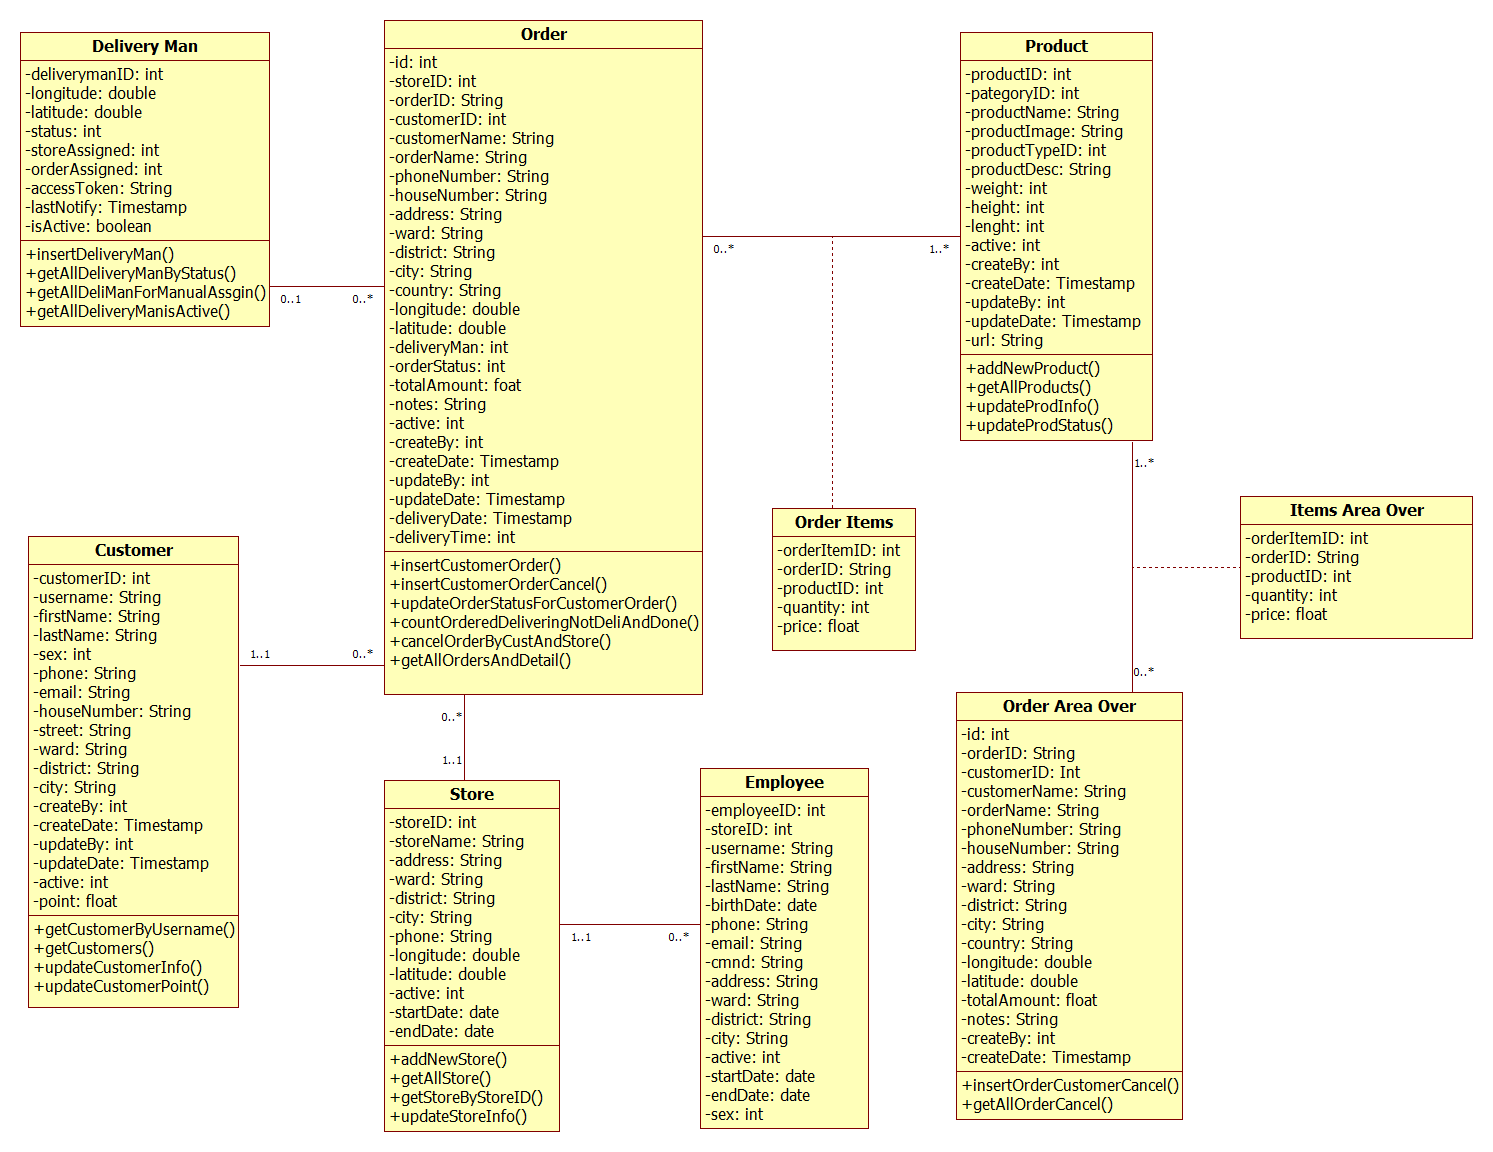 Delivery Man
-deliverymanID: int
-longitude: double
-latitude: double
-status: int
-storeAssigned: int
-orderAssigned: int
-accessToken: String
-lastNotify: Timestamp
-isActive: boolean
+insertDeliveryMan()
+getAllDeliveryManByStatus()
+getAllDeliManForManualAssgin()
+getAllDeliveryManisActive()
0..1
0..*
Order
-id: int
-storeID: int
-orderID: String
-customerID: int
-customerName: String
-orderName: String
-phoneNumber: String
-houseNumber: String
-address: String
-ward: String
-district: String
-city: String
-country: String
-longitude: double
-latitude: double
-deliveryMan: int
-orderStatus: int
-totalAmount: foat
-notes: String
-active: int
-createBy: int
-createDate: Timestamp
-updateBy: int
-updateDate: Timestamp
-deliveryDate: Timestamp
-deliveryTime: int
+insertCustomerOrder()
+insertCustomerOrderCancel()
+updateOrderStatusForCustomerOrder()
+countOrderedDeliveringNotDeliAndDone()
+cancelOrderByCustAndStore()
+getAllOrdersAndDetail()
0..*
1..*
Product
-productID: int
-pategoryID: int
-productName: String
-productImage: String
-productTypeID: int
-productDesc: String
-weight: int
-height: int
-lenght: int
-active: int
-createBy: int
-createDate: Timestamp
-updateBy: int
-updateDate: Timestamp
-url: String
+addNewProduct()
+getAllProducts()
+updateProdInfo()
+updateProdStatus()
1..*
0..*
Order Items
-orderItemID: int
-orderID: String
-productID: int
-quantity: int
-price: float
Items Area Over
-orderItemID: int
-orderID: String
-productID: int
-quantity: int
-price: float
Customer
-customerID: int
-username: String
-firstName: String
-lastName: String
-sex: int
-phone: String
-email: String
-houseNumber: String
-street: String
-ward: String
-district: String
-city: String
-createBy: int
-createDate: Timestamp
-updateBy: int
-updateDate: Timestamp
-active: int
-point: float
+getCustomerByUsername()
+getCustomers()
+updateCustomerInfo()
+updateCustomerPoint()
1..1
0..*
0..*
1..1
Store
-storeID: int
-storeName: String
-address: String
-ward: String
-district: String
-city: String
-phone: String
-longitude: double
-latitude: double
-active: int
-startDate: date
-endDate: date
+addNewStore()
+getAllStore()
+getStoreByStoreID()
+updateStoreInfo()
1..1
0..*
Employee
-employeeID: int
-storeID: int
-username: String
-firstName: String
-lastName: String
-birthDate: date
-phone: String
-email: String
-cmnd: String
-address: String
-ward: String
-district: String
-city: String
-active: int
-startDate: date
-endDate: date
-sex: int
Order Area Over
-id: int
-orderID: String
-customerID: Int
-customerName: String
-orderName: String
-phoneNumber: String
-houseNumber: String
-address: String
-ward: String
-district: String
-city: String
-country: String
-longitude: double
-latitude: double
-totalAmount: float
-notes: String
-createBy: int
-createDate: Timestamp
+insertOrderCustomerCancel()
+getAllOrderCancel()